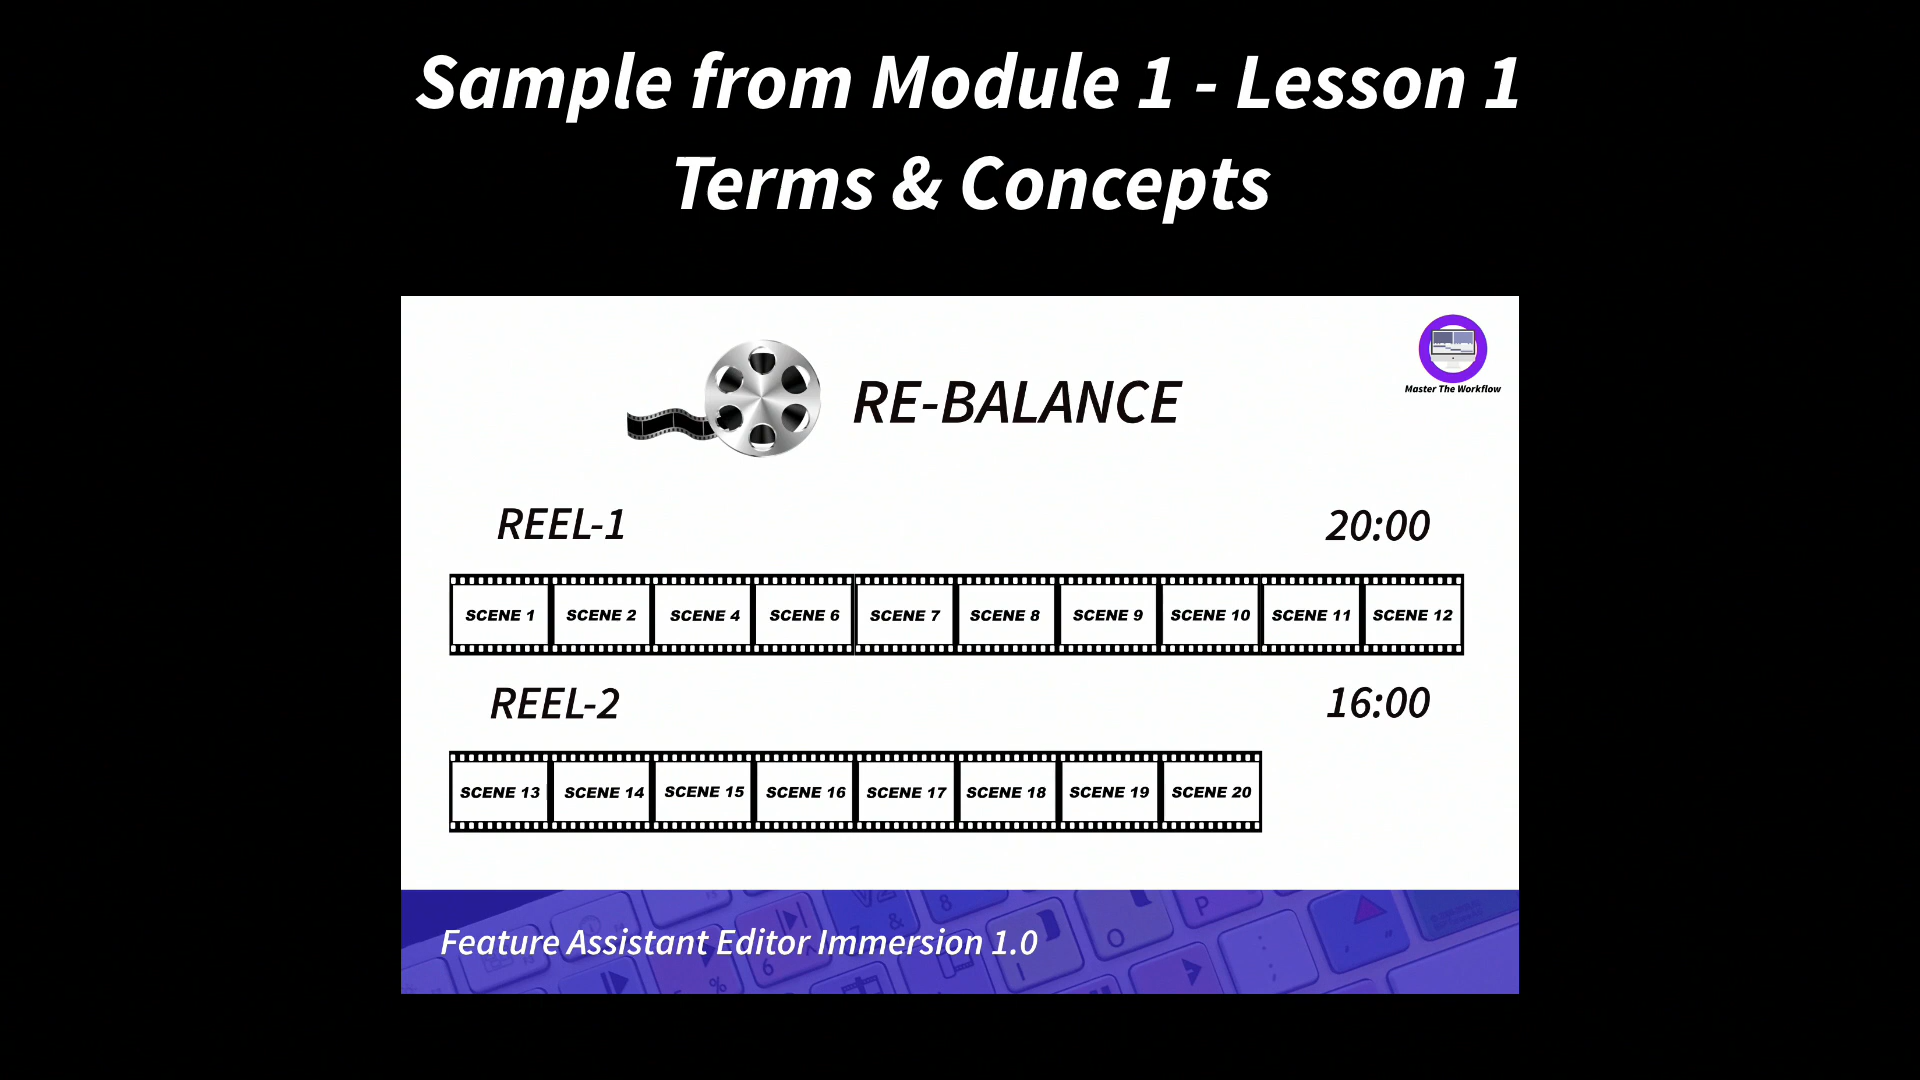 Sample from Module 1 - Lesson 1
Terms & Concepts
RE-BALANCE
Master The Workflow
REEL-1 20:00
SCENE 1 SCENE 2 SCENE 4 SCENE 6 SCENE 7 SCENE 8 SCENE 9 SCENE 10 SCENE 11 SCENE 12
REEL-2 16:00
SCENE 13 SCENE 14 SCENE 15 SCENE 16 SCENE 17 SCENE 18 SCENE 19 SCENE 20
Feature Assistant Editor Immersion 1.0